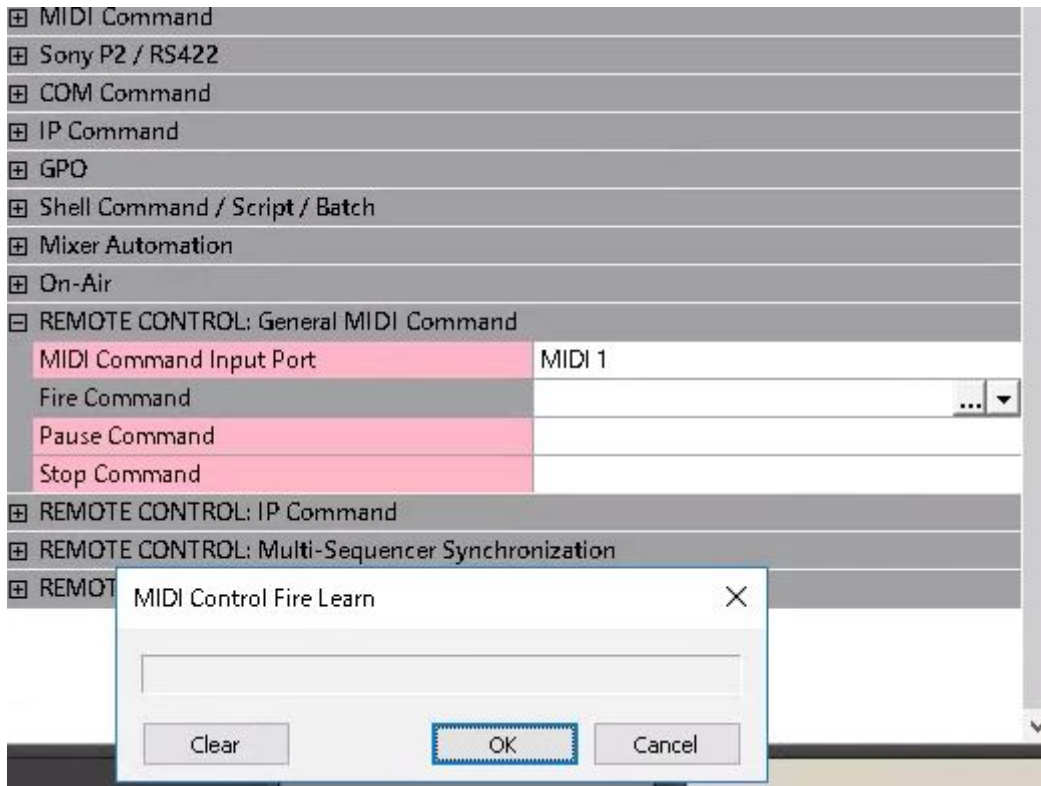 MIDI Command
Sony P2 / RS422
COM Command
IP Command
GPO
Shell Command / Script / Batch
Mixer Automation
On-Air
REMOTE CONTROL: General MIDI Command
MIDI Command Input Port MIDI 1
Fire Command ...
Pause Command
Stop Command
REMOTE CONTROL: IP Command
REMOTE CONTROL: Multi-Sequencer Synchronization
REMOT
MIDI Control Fire Learn
Clear OK Cancel